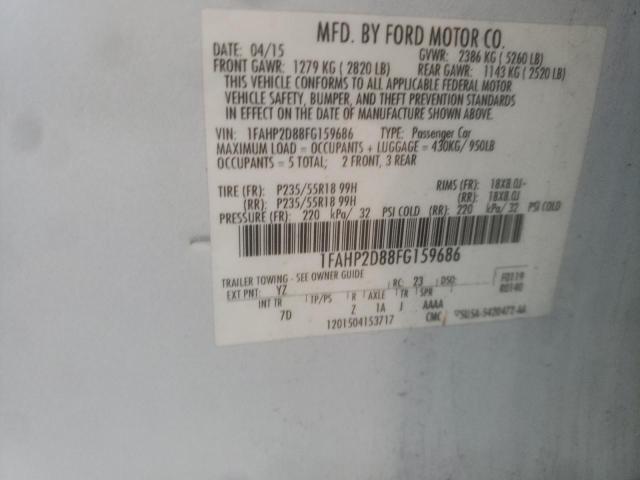 MFD. BY FORD MOTOR CO.
DATE: 04/15 GVWR: 2386 KG ( 5260 LB)
FRONT GAWR: 1279 KG ( 2820 LB) REAR GAWR: 1143 KG ( 2520 LB)
THIS VEHICLE CONFORMS TO ALL APPLICABLE FEDERAL MOTOR
VEHICLE SAFETY, BUMPER, AND THEFT PREVENTION STANDARDS
IN EFFECT ON THE DATE OF MANUFACTURE SHOWN ABOVE.
VIN: 1FAHP2D88FG159686 TYPE: Passenger Car
MAXIMUM LOAD = OCCUPANTS + LUGGAGE = 430KG/ 950LB
OCCUPANTS = 5 TOTAL; 2 FRONT, 3 REAR
TIRE (FR): P235/55R18 99H RIMS (FR): 18X8.0J-
(RR): P235/55R18 99H (RR): 18X8.0J
PRESSURE (FR): 220 kPa/ 32 PSI COLD (RR): 220 kPa/ 32 PSI COLD
1FAHP2D88FG159686
TRAILER TOWING - SEE OWNER GUIDE F0119
EXT PNT: YZ RC: 23 DSO: 80140
INT TR TP/PS R AXLE TR SPR
7D Z 1A J AAAA
1201504153717 CMC